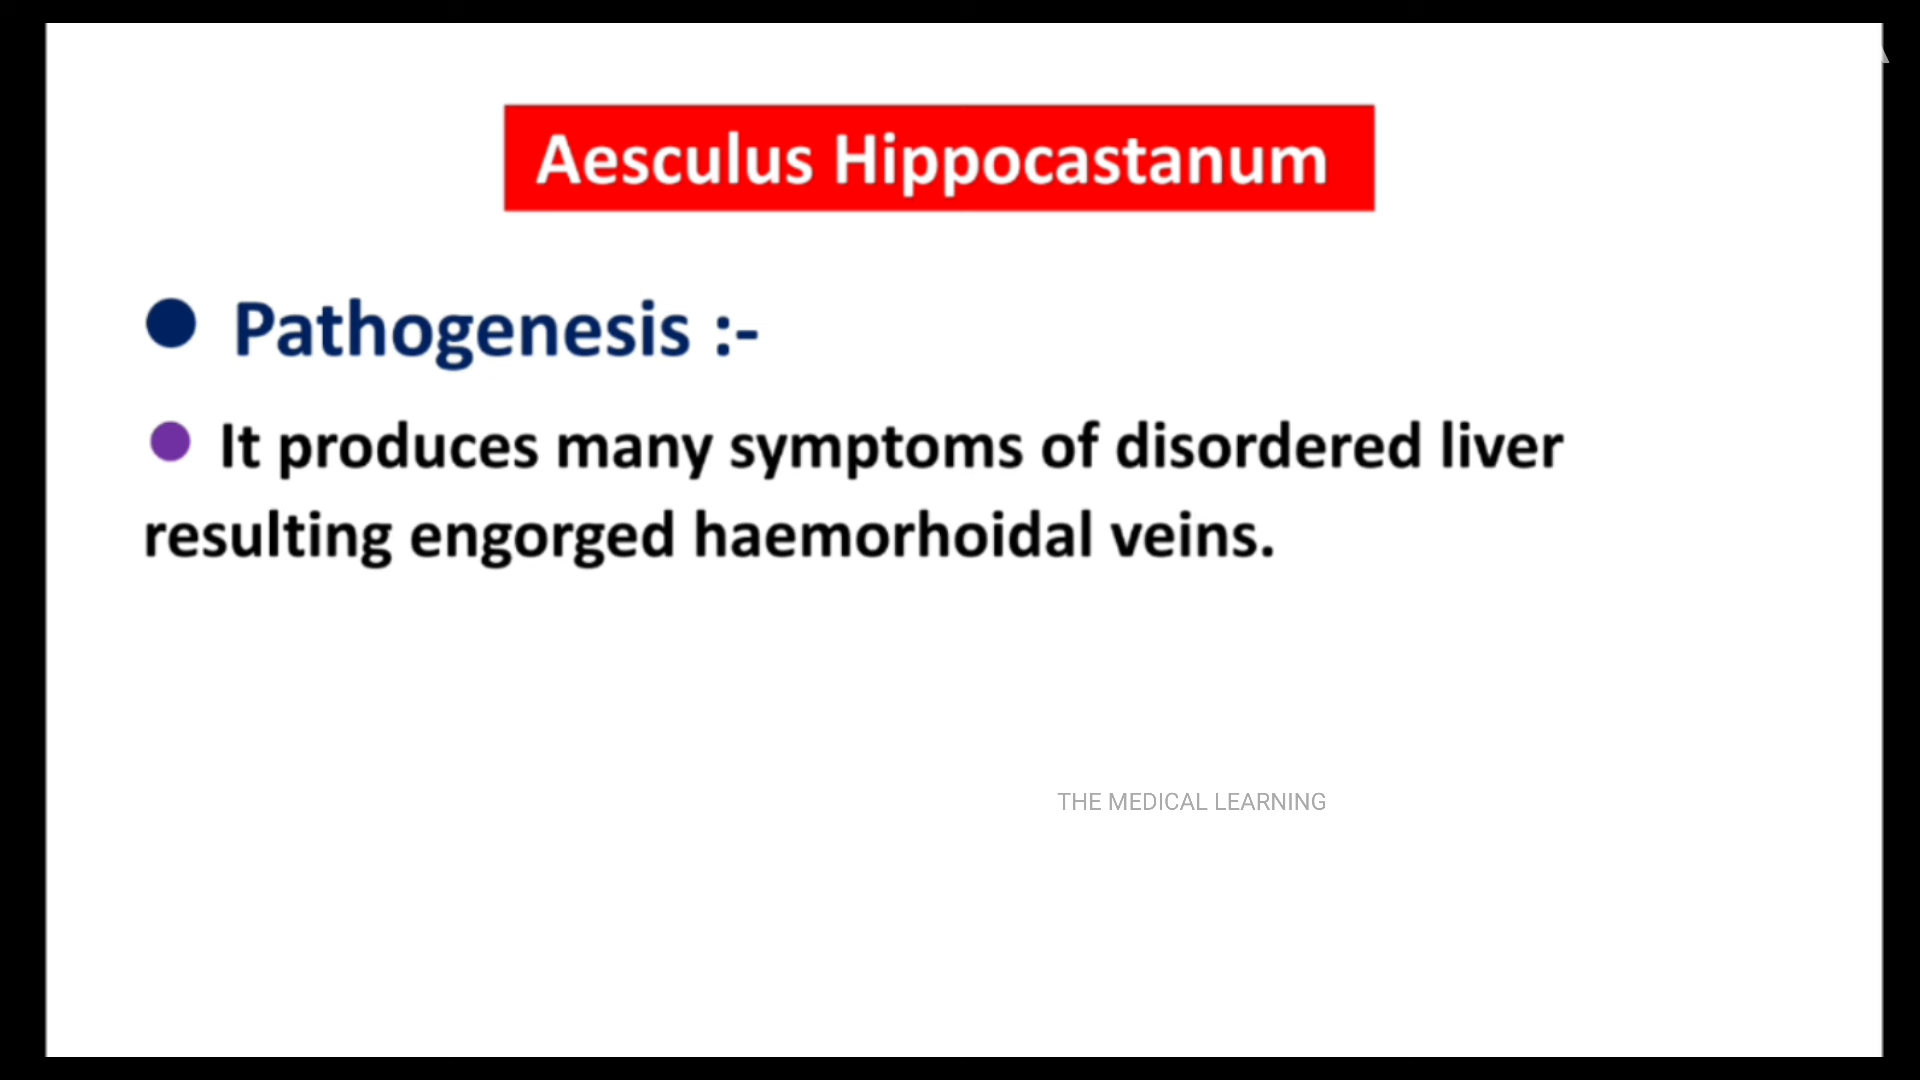 Aesculus Hippocastanum
Pathogenesis :-
It produces many symptoms of disordered liver
resulting engorged haemorhoidal veins.
THE MEDICAL LEARNING